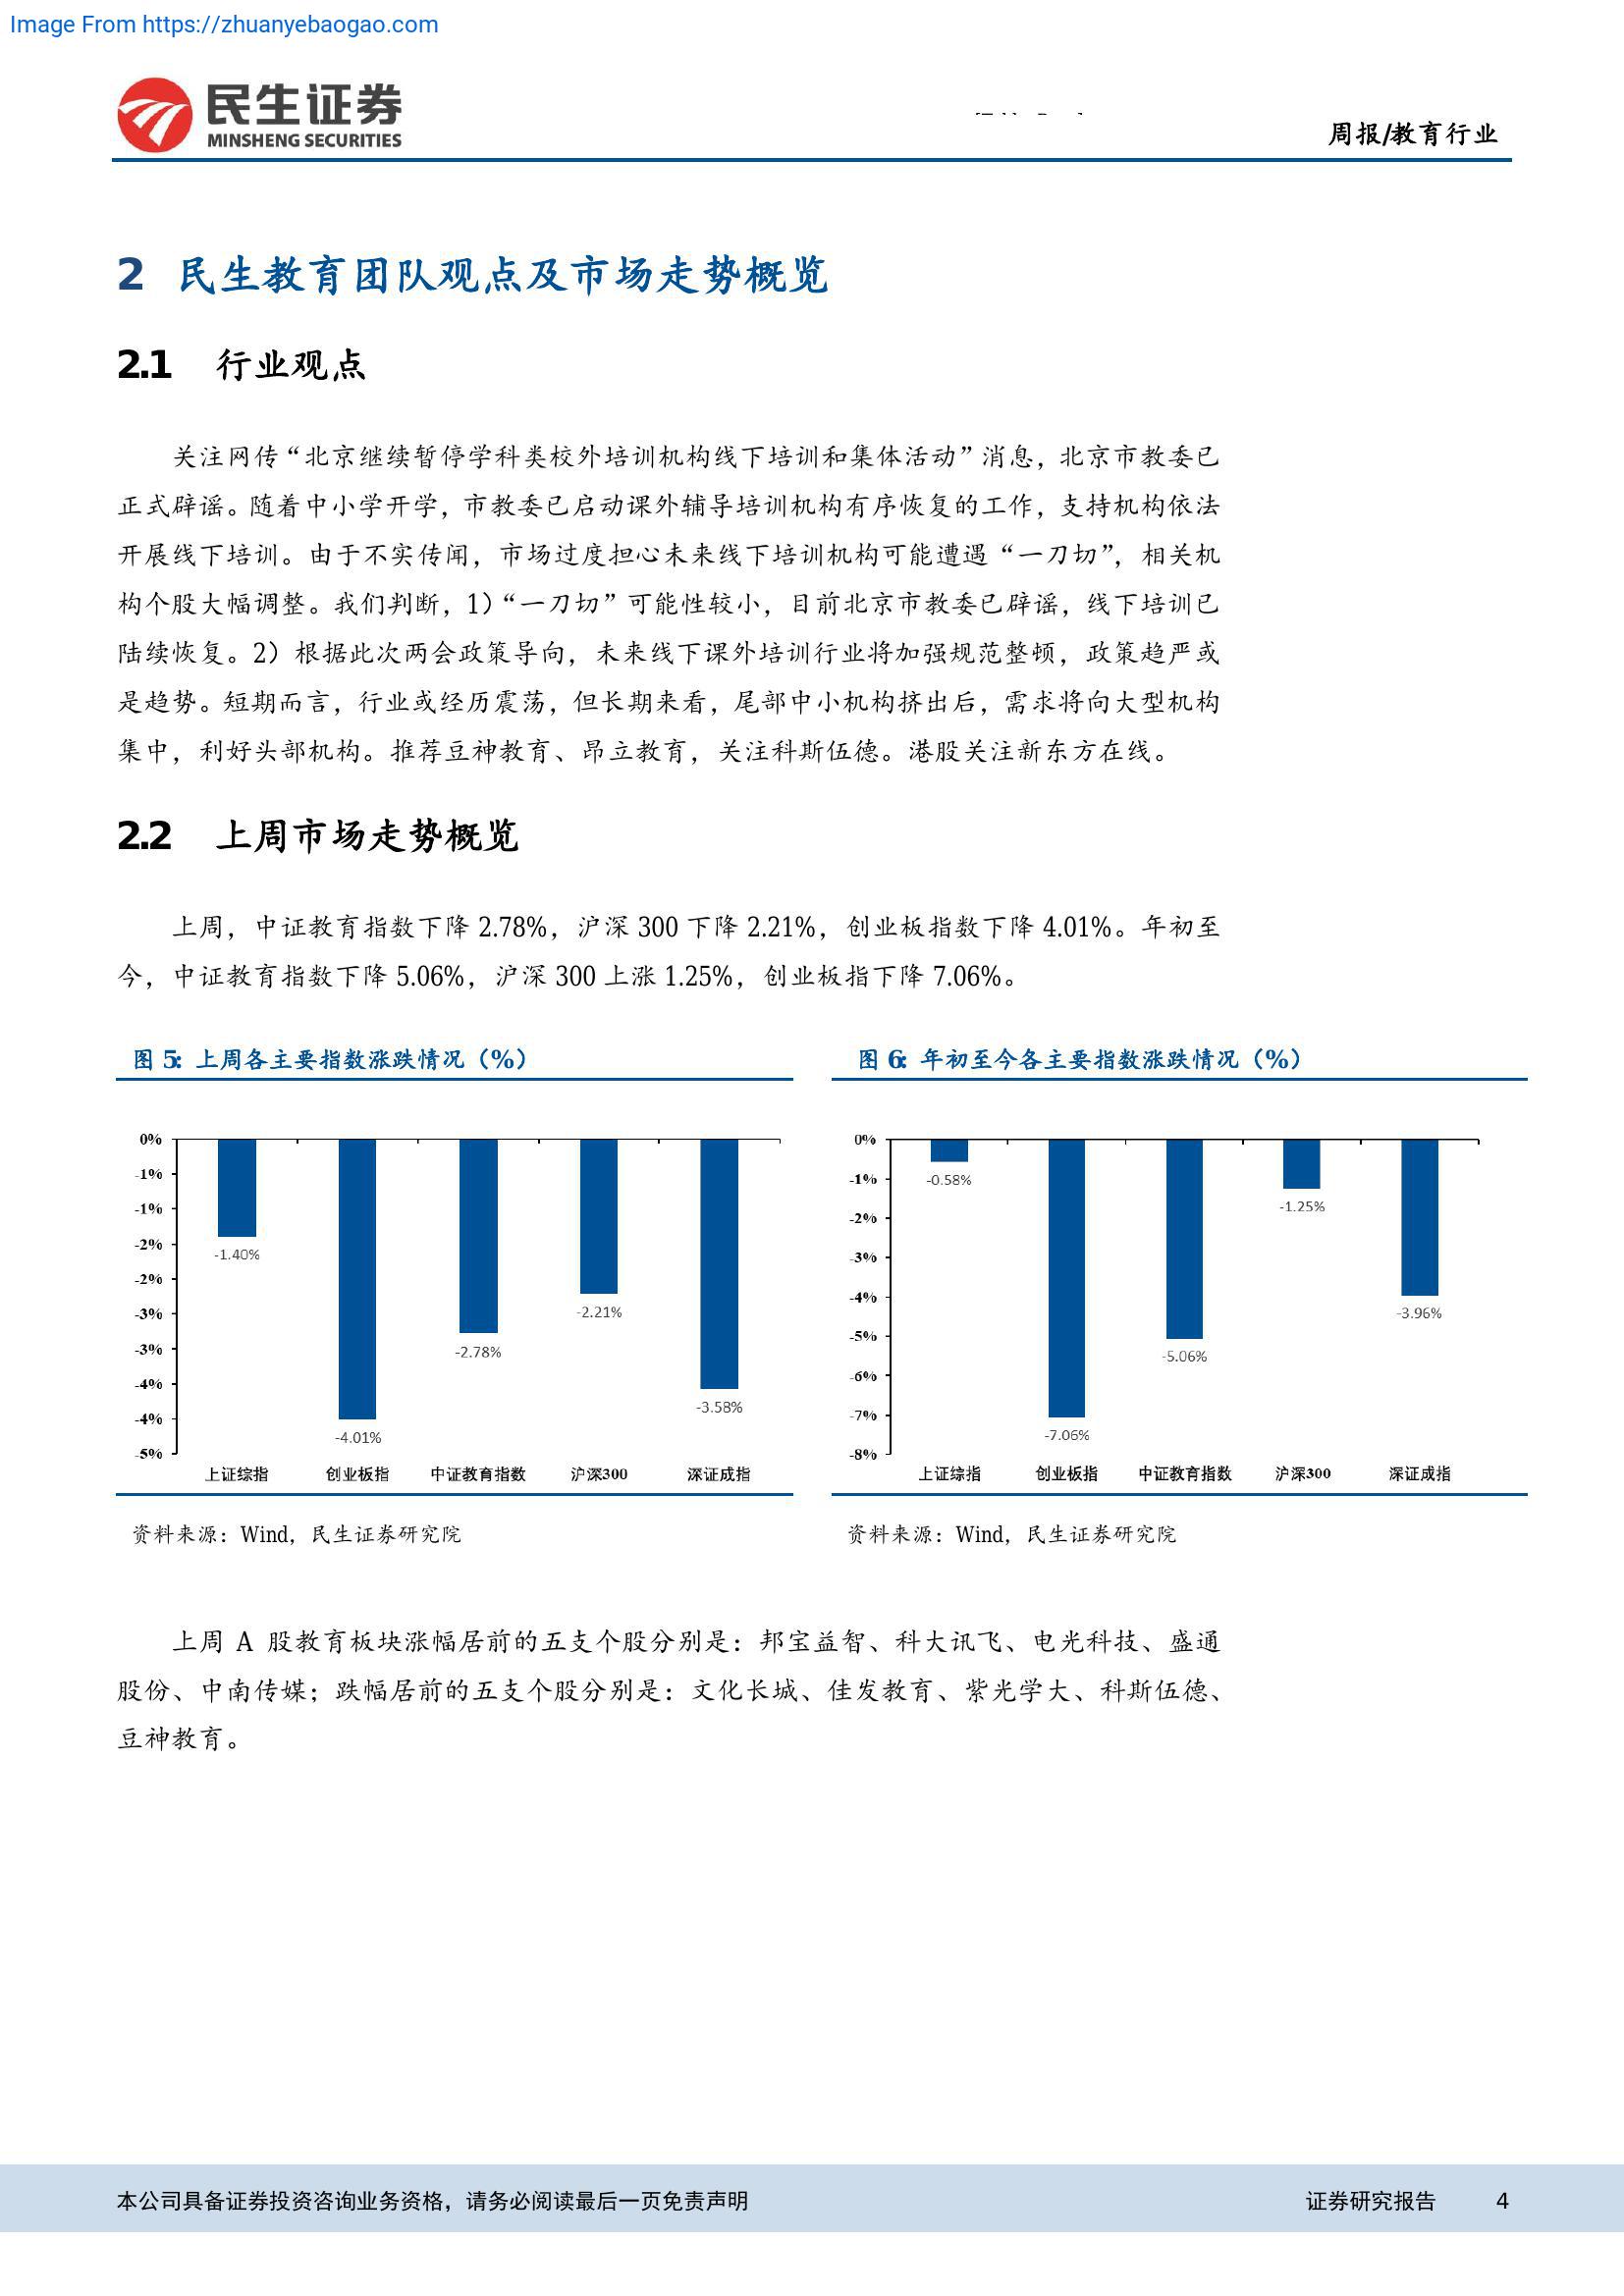 Image From https://zhuanyebaogao.com
民生证券
MINSHENG SECURITIES
周报/教育行业
2 民生教育团队观点及市场走势概览
2.1 行业观点
关注网传“北京继续暂停学科类校外培训机构线下培训和集体活动”消息，北京市教委已
正式辟谣。随着中小学开学，市教委已启动课外辅导培训机构有序恢复的工作，支持机构依法
开展线下培训。由于不实传闻，市场过度担心未来线下培训机构可能遭遇“一刀切”，相关机
构个股大幅调整。我们判断，1）“一刀切”可能性较小，目前北京市教委已辟谣，线下培训已
陆续恢复。2）根据此次两会政策导向，未来线下课外培训行业将加强规范整顿，政策趋严或
是趋势。短期而言，行业或经历震荡，但长期来看，尾部中小机构挤出后，需求将向大型机构
集中，利好头部机构。推荐豆神教育、昂立教育，关注科斯伍德。港股关注新东方在线。
2.2 上周市场走势概览
上周，中证教育指数下降 2.78%，沪深 300 下降 2.21%，创业板指数下降 4.01%。年初至
今，中证教育指数下降 5.06%，沪深 300 上涨 1.25%，创业板指下降 7.06%。
图 5: 上周各主要指数涨跌情况（%）
0%
-1%
-1%
-2%
-2%
-3%
-3%
-4%
-4%
-5%
-1.40%
-4.01%
-2.78%
-2.21%
-3.58%
上证综指 创业板指 中证教育指数 沪深300 深证成指
资料来源：Wind，民生证券研究院
图 6: 年初至今各主要指数涨跌情况（%）
0%
-1%
-2%
-3%
-4%
-5%
-6%
-7%
-8%
-0.58%
-7.06%
-5.06%
-1.25%
-3.96%
上证综指 创业板指 中证教育指数 沪深300 深证成指
资料来源：Wind，民生证券研究院
上周 A 股教育板块涨幅居前的五支个股分别是：邦宝益智、科大讯飞、电光科技、盛通
股份、中南传媒；跌幅居前的五支个股分别是：文化长城、佳发教育、紫光学大、科斯伍德、
豆神教育。
本公司具备证券投资咨询业务资格，请务必阅读最后一页免责声明
证券研究报告 4